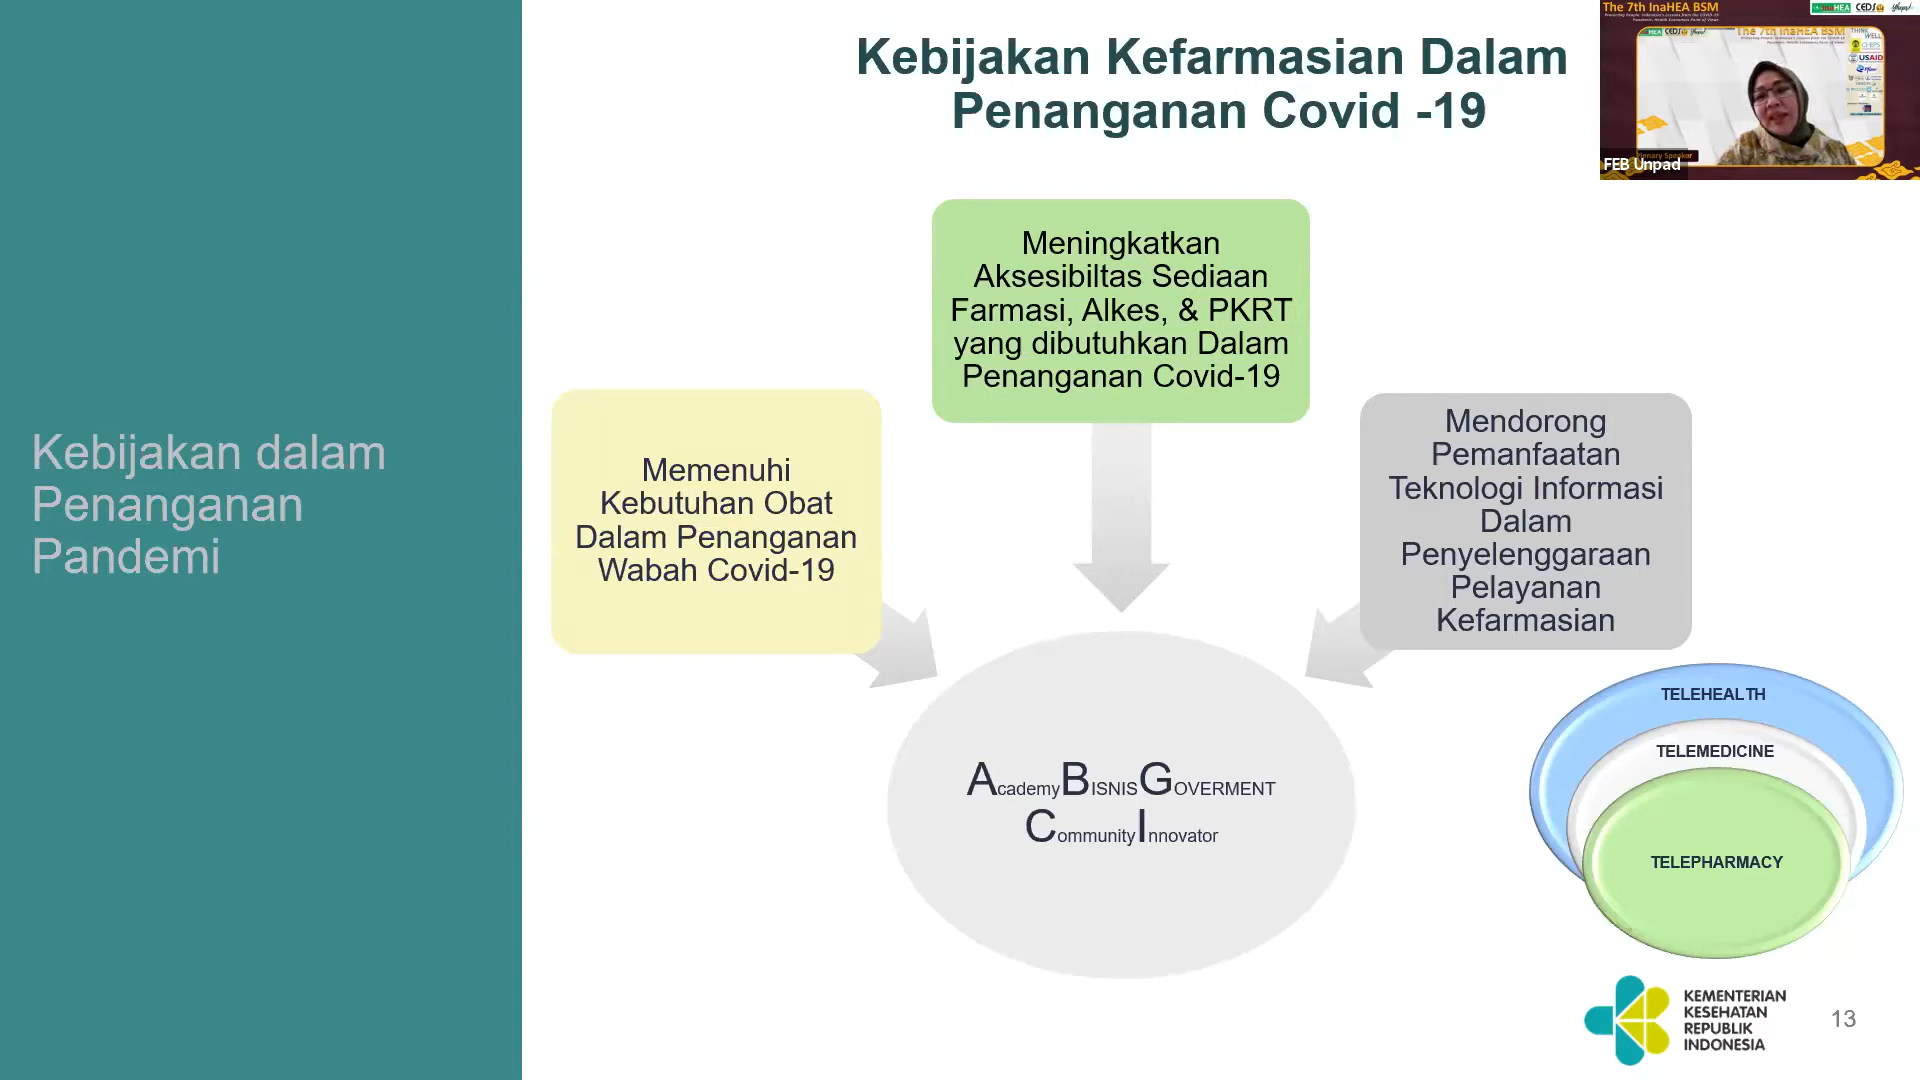 Kebijakan Kefarmasian Dalam
Penanganan Covid -19
The 7th InaHEA BSM
FEB Unpad
USAID
Kebijakan dalam
Penanganan
Pandemi
Meningkatkan
Aksesibiltas Sediaan
Farmasi, Alkes, & PKRT
yang dibutuhkan Dalam
Penanganan Covid-19
Memenuhi
Kebutuhan Obat
Dalam Penanganan
Wabah Covid-19
Mendorong
Pemanfaatan
Teknologi Informasi
Dalam
Penyelenggaraan
Pelayanan
Kefarmasian
AcademyBISNISGOVERMENT
CommunityInnovator
TELEHEALTH
TELEMEDICINE
TELEPHARMACY
KEMENTERIAN
KESEHATAN
REPUBLIK
INDONESIA
13